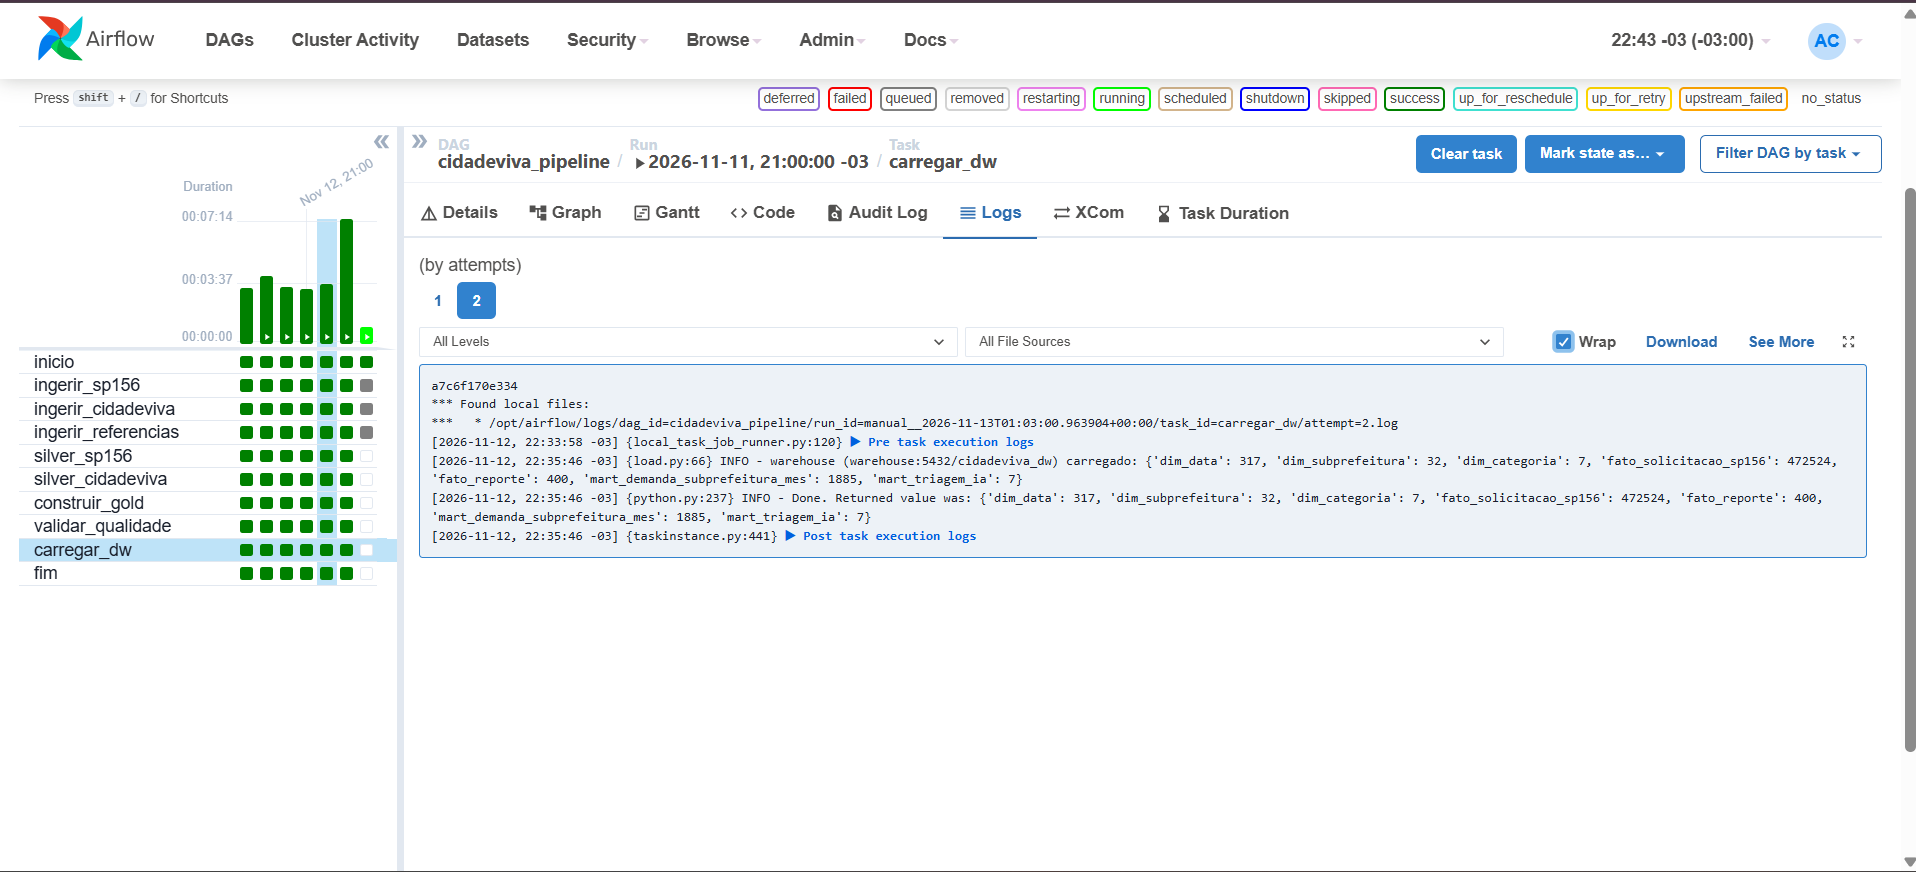 Airflow
DAGs
Cluster Activity
Datasets
Security
Browse
Admin
Docs
22:43 -03 (-03:00)
AC
Press shift + / for Shortcuts
deferred
failed
queued
removed
restarting
running
scheduled
shutdown
skipped
success
up_for_reschedule
up_for_retry
upstream_failed
no_status
Duration
Nov 12, 21:00
00:07:14
00:03:37
00:00:00
inicio
ingerir_sp156
ingerir_cidadeviva
ingerir_referencias
silver_sp156
silver_cidadeviva
construir_gold
validar_qualidade
carregar_dw
fim
DAG
cidadeviva_pipeline
/
Run
2026-11-11, 21:00:00 -03
/
Task
carregar_dw
Clear task
Mark state as...
Filter DAG by task
Details
Graph
Gantt
Code
Audit Log
Logs
XCom
Task Duration
(by attempts)
1
2
All Levels
All File Sources
Wrap
Download
See More
a7c6f170e334
*** Found local files:
***   * /opt/airflow/logs/dag_id=cidadeviva_pipeline/run_id=manual__2026-11-13T01:03:00.963904+00:00/task_id=carregar_dw/attempt=2.log
[2026-11-12, 22:33:58 -03] {local_task_job_runner.py:120} ▶ Pre task execution logs
[2026-11-12, 22:35:46 -03] {load.py:66} INFO - warehouse (warehouse:5432/cidadeviva_dw) carregado: {'dim_data': 317, 'dim_subprefeitura': 32, 'dim_categoria': 7, 'fato_solicitacao_sp156': 472524,
'fato_reporte': 400, 'mart_demanda_subprefeitura_mes': 1885, 'mart_triagem_ia': 7}
[2026-11-12, 22:35:46 -03] {python.py:237} INFO - Done. Returned value was: {'dim_data': 317, 'dim_subprefeitura': 32, 'dim_categoria': 7, 'fato_solicitacao_sp156': 472524, 'fato_reporte': 400,
'mart_demanda_subprefeitura_mes': 1885, 'mart_triagem_ia': 7}
[2026-11-12, 22:35:46 -03] {taskinstance.py:441} ▶ Post task execution logs